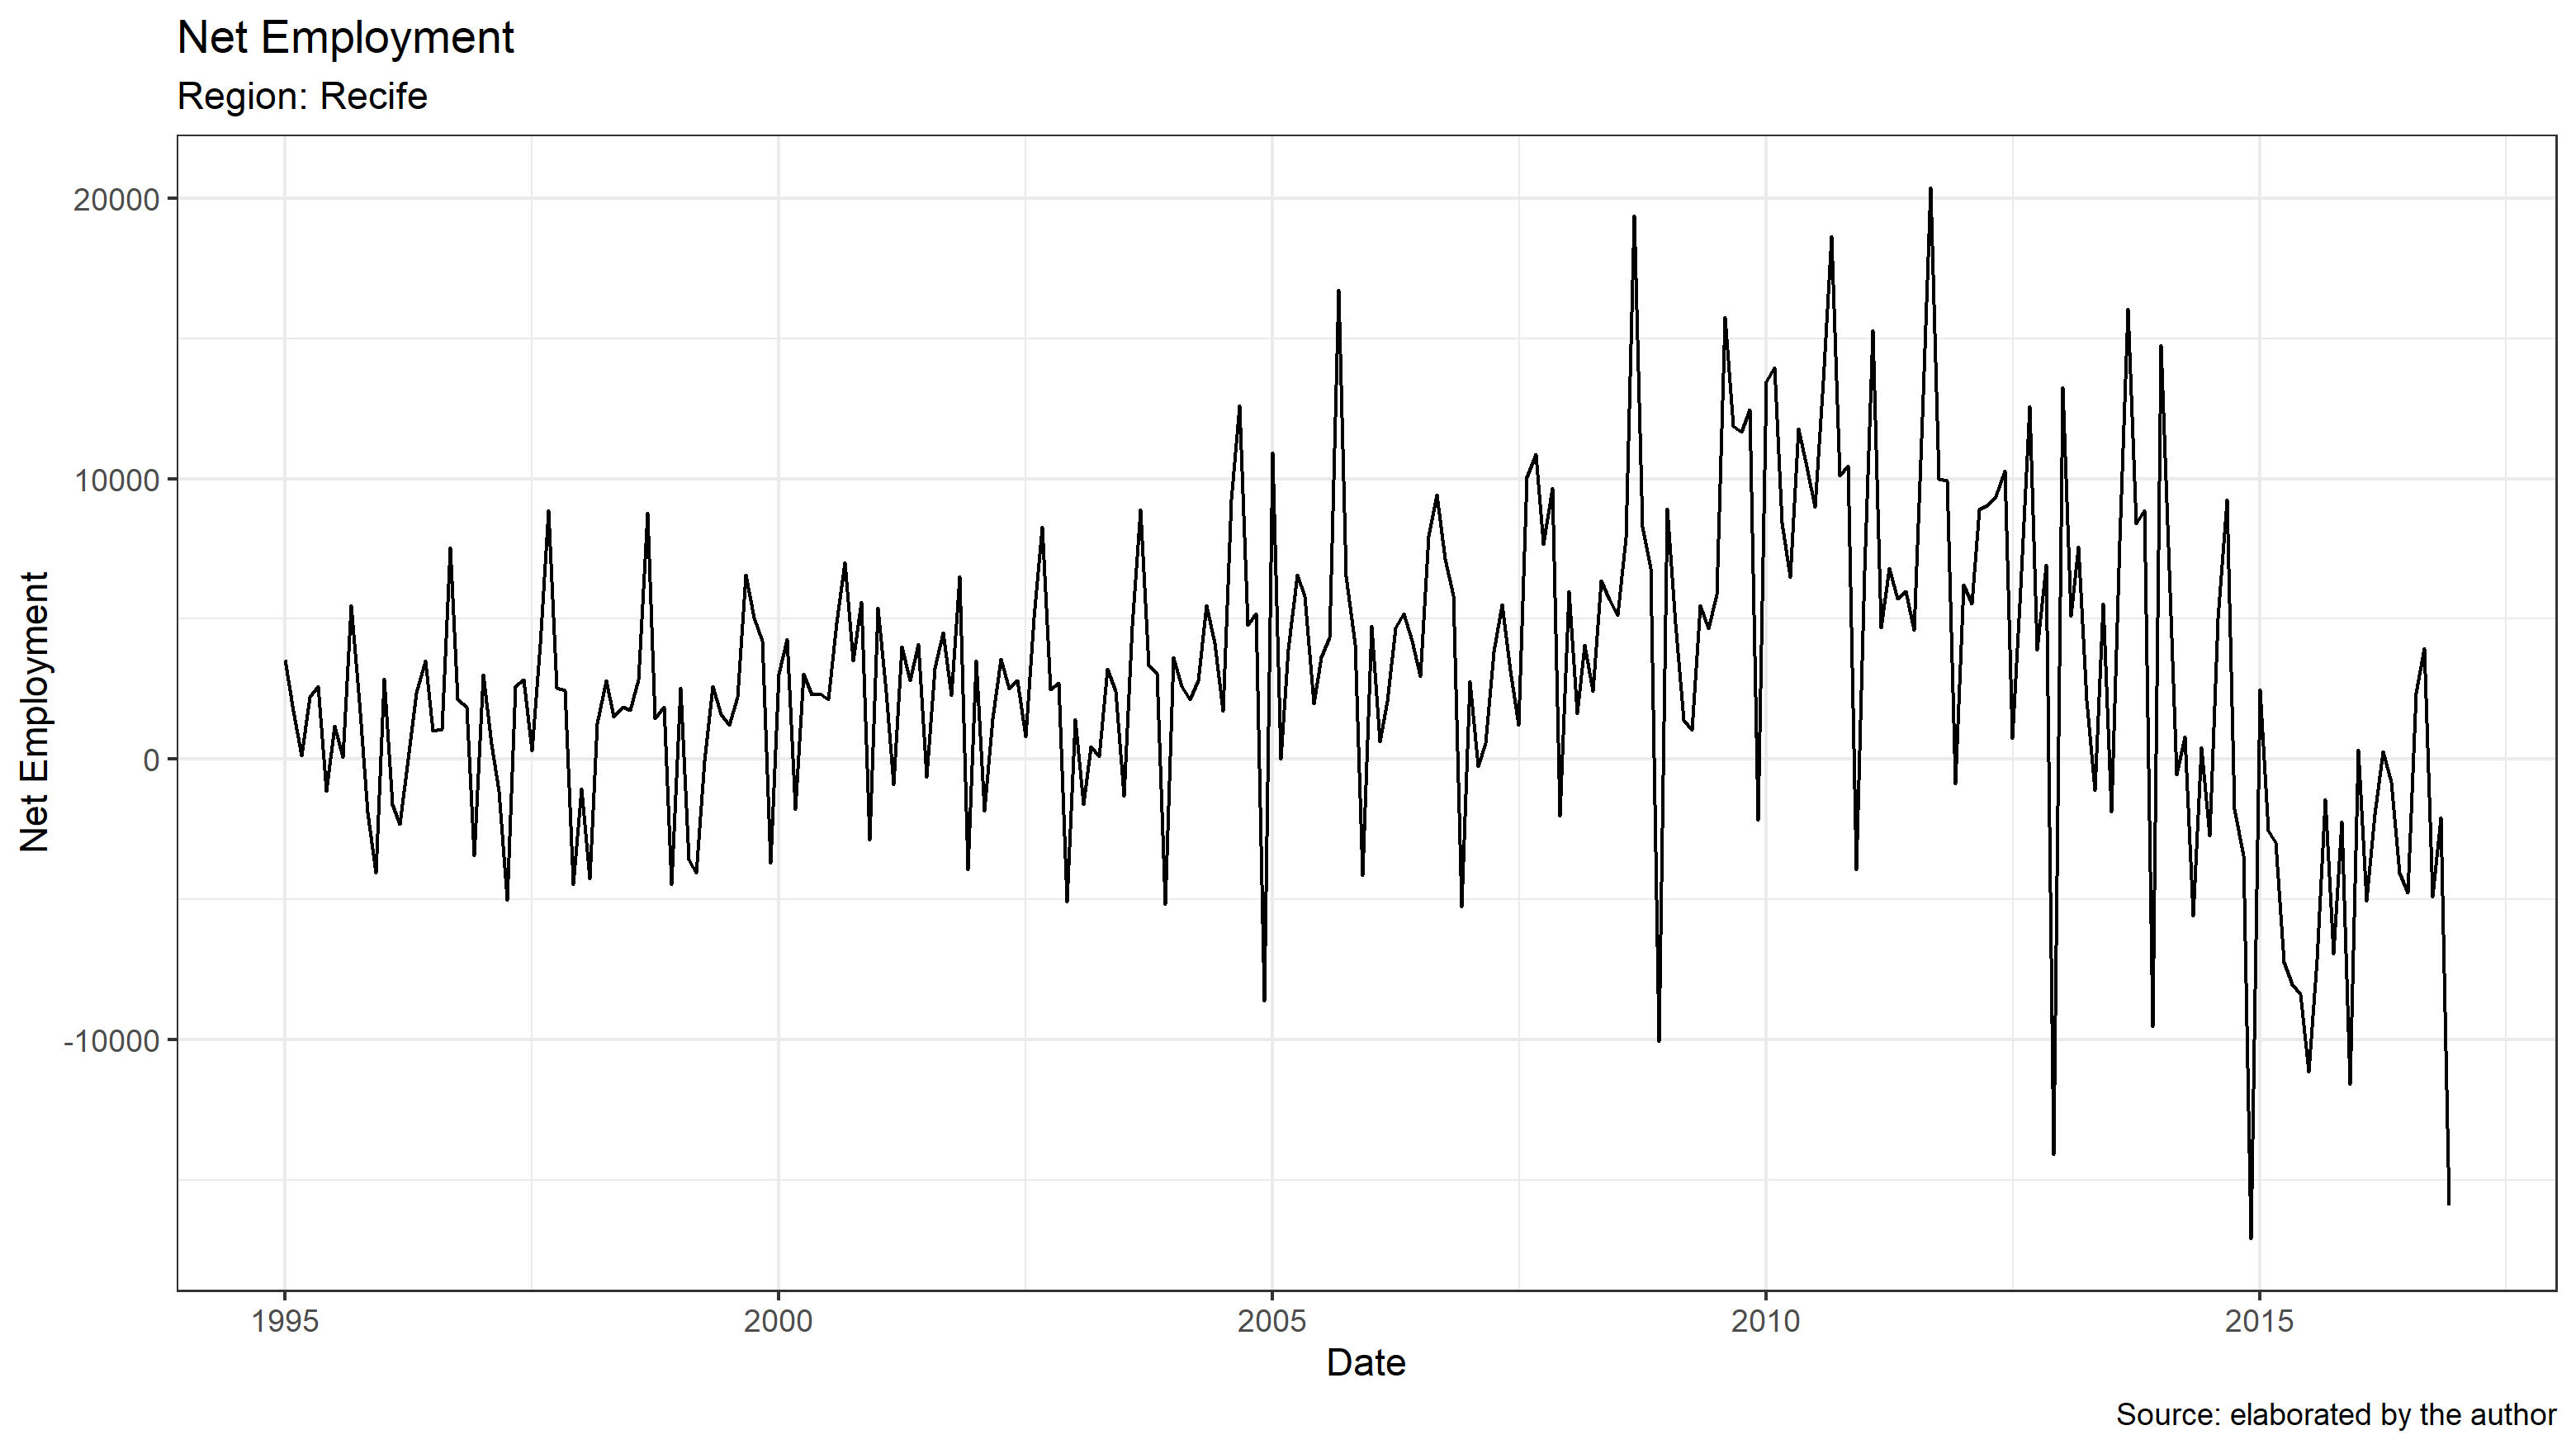 Net Employment
Region: Recife
Net Employment
20000
10000
0
-10000
1995 2000 2005 2010 2015
Date
Source: elaborated by the author